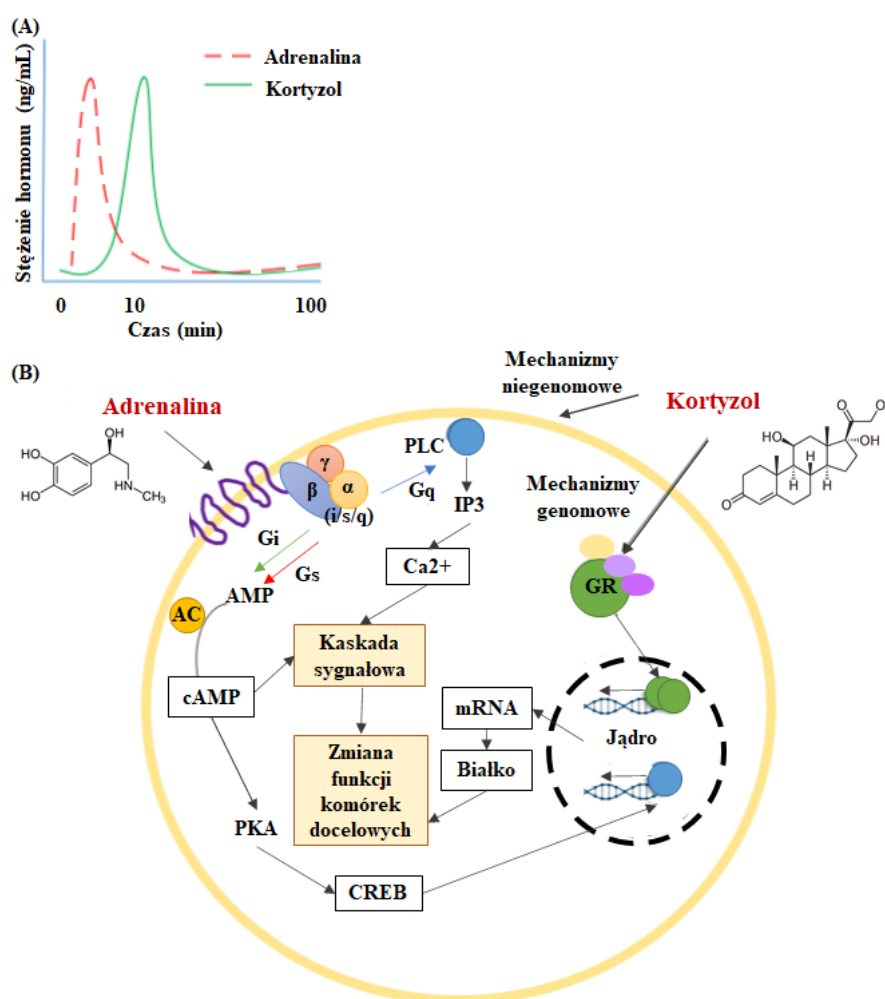 (A)
Adrenalina
Kortyzol
Stężenie hormonu (ng/mL)
0
10
100
Czas (min)
(B)
Mechanizmy
niegenomowe
Adrenalina
Kortyzol
OH
HO
OH
HN
CH3
γ
β
α
(i/s/q)
PLC
Gq
IP3
Mechanizmy
genomowe
O
O
HO
OH
H
H
H
O
Gi
Gs
Ca2+
GR
AC
AMP
Kaskada
sygnałowa
cAMP
mRNA
Jądro
Zmiana
funkcji
komórek
docelowych
Białko
PKA
CREB